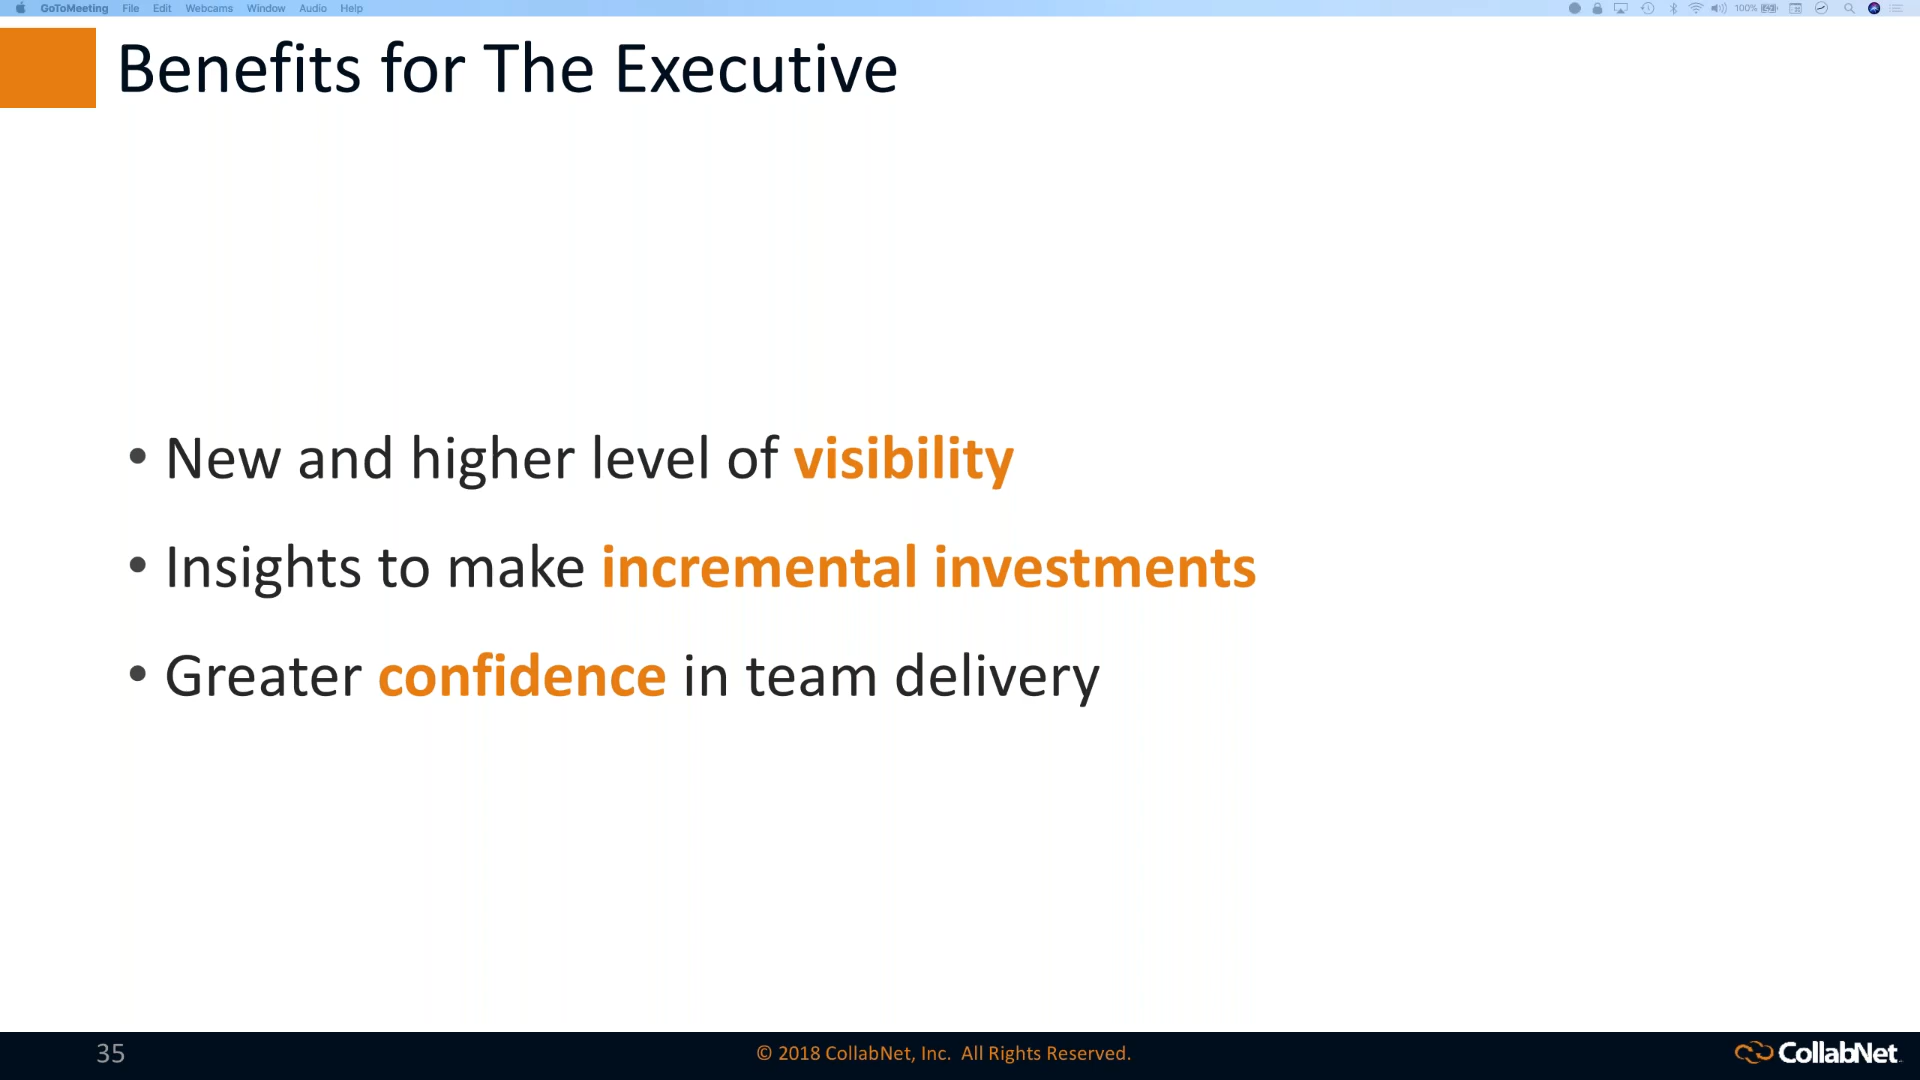 GoToMeeting File Edit Webcams Window Audio Help 100%
Benefits for The Executive
• New and higher level of visibility
• Insights to make incremental investments
• Greater confidence in team delivery
35
© 2018 CollabNet, Inc. All Rights Reserved.
CollabNet